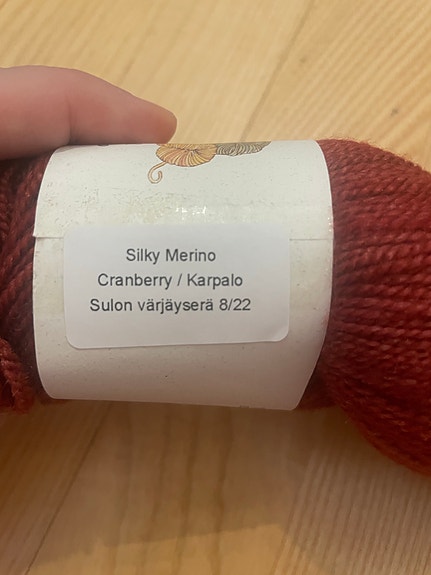 Silky Merino
Cranberry / Karpalo
Sulon värjäyserä 8/22